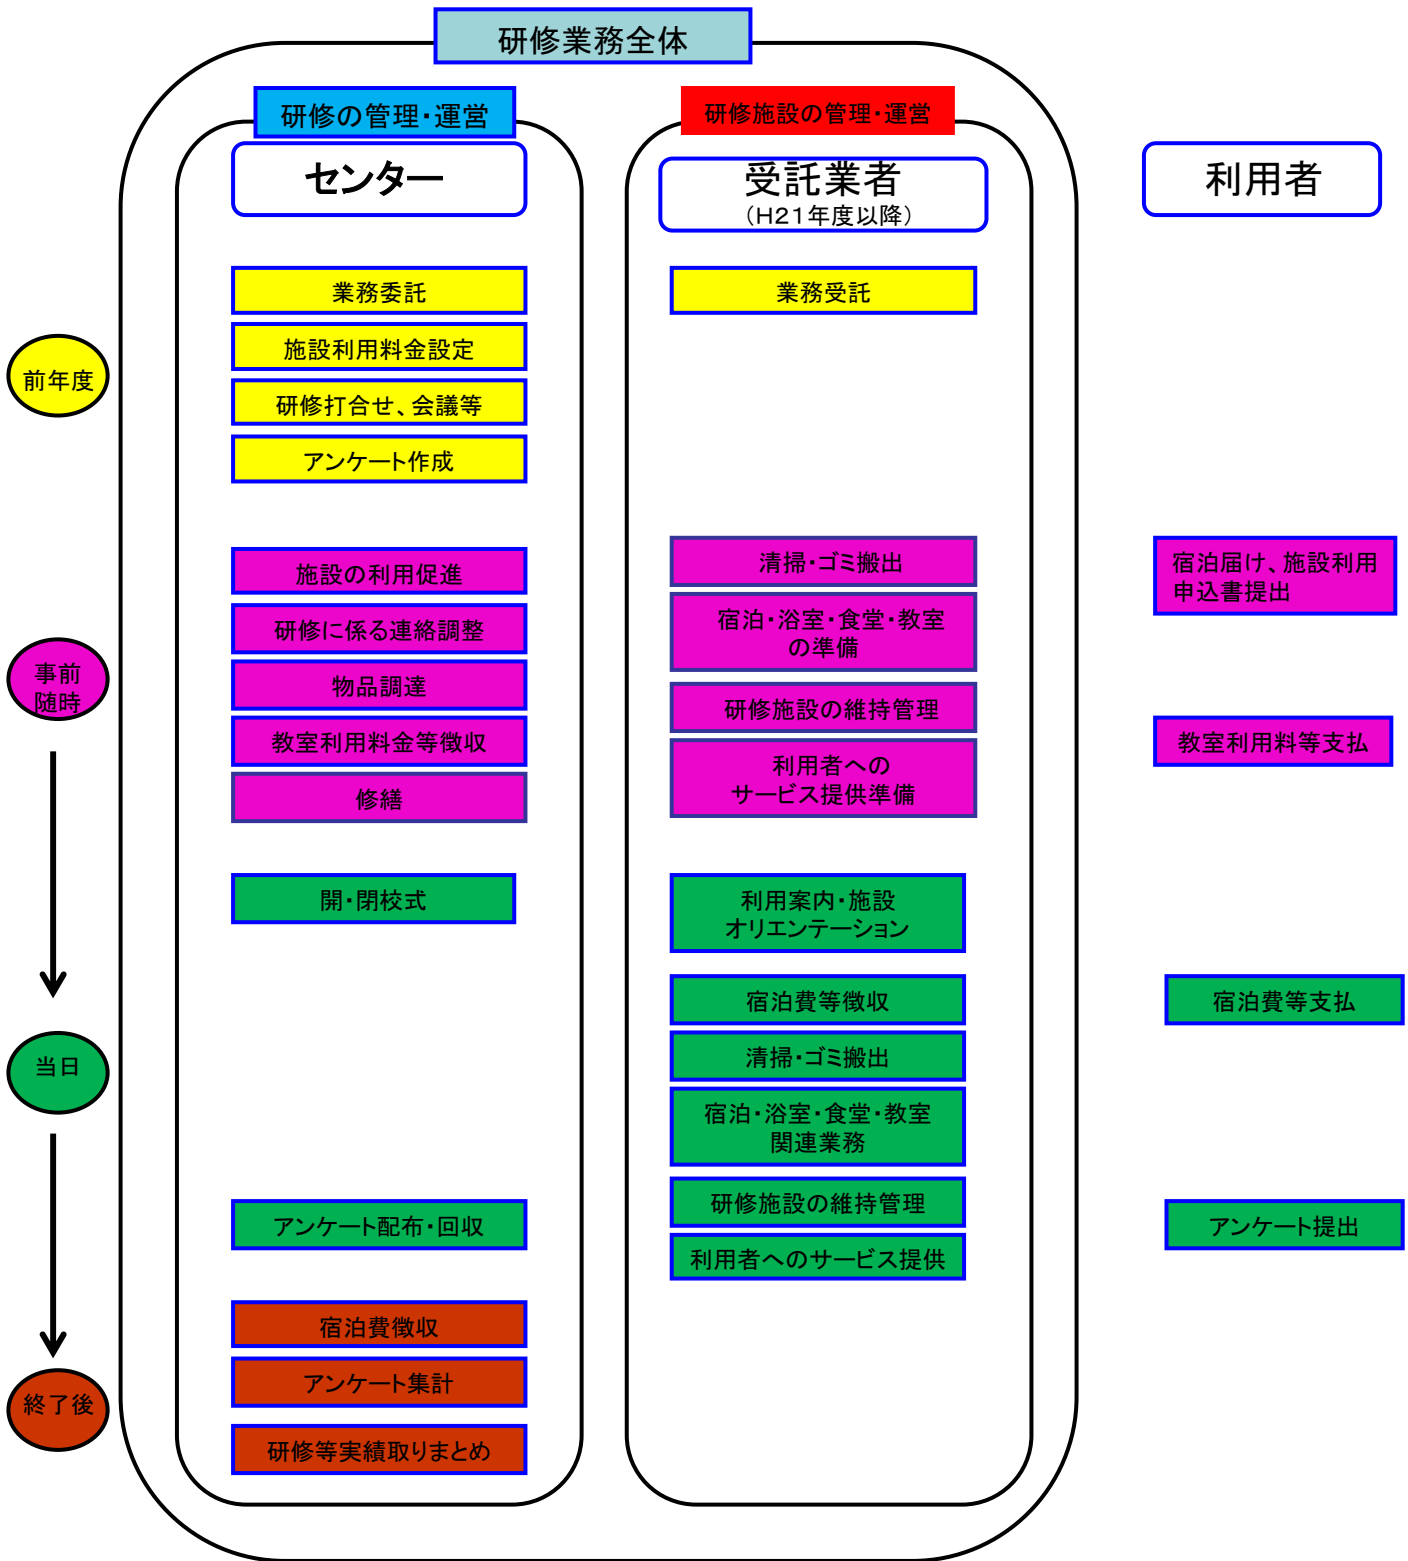 研修業務全体
研修の管理・運営
研修施設の管理・運営
センター
受託業者
（H21年度以降）
利用者
前年度
業務委託
業務受託
施設利用料金設定
研修打合せ、会議等
アンケート作成
事前
随時
施設の利用促進
研修に係る連絡調整
物品調達
教室利用料金等徴収
修繕
清掃・ゴミ搬出
宿泊・浴室・食堂・教室
の準備
研修施設の維持管理
利用者への
サービス提供準備
宿泊届け、施設利用
申込書提出
教室利用料等支払
当日
開・閉校式
アンケート配布・回収
利用案内・施設
オリエンテーション
宿泊費等徴収
清掃・ゴミ搬出
宿泊・浴室・食堂・教室
関連業務
研修施設の維持管理
利用者へのサービス提供
宿泊費等支払
アンケート提出
終了後
宿泊費徴収
アンケート集計
研修等実績取りまとめ